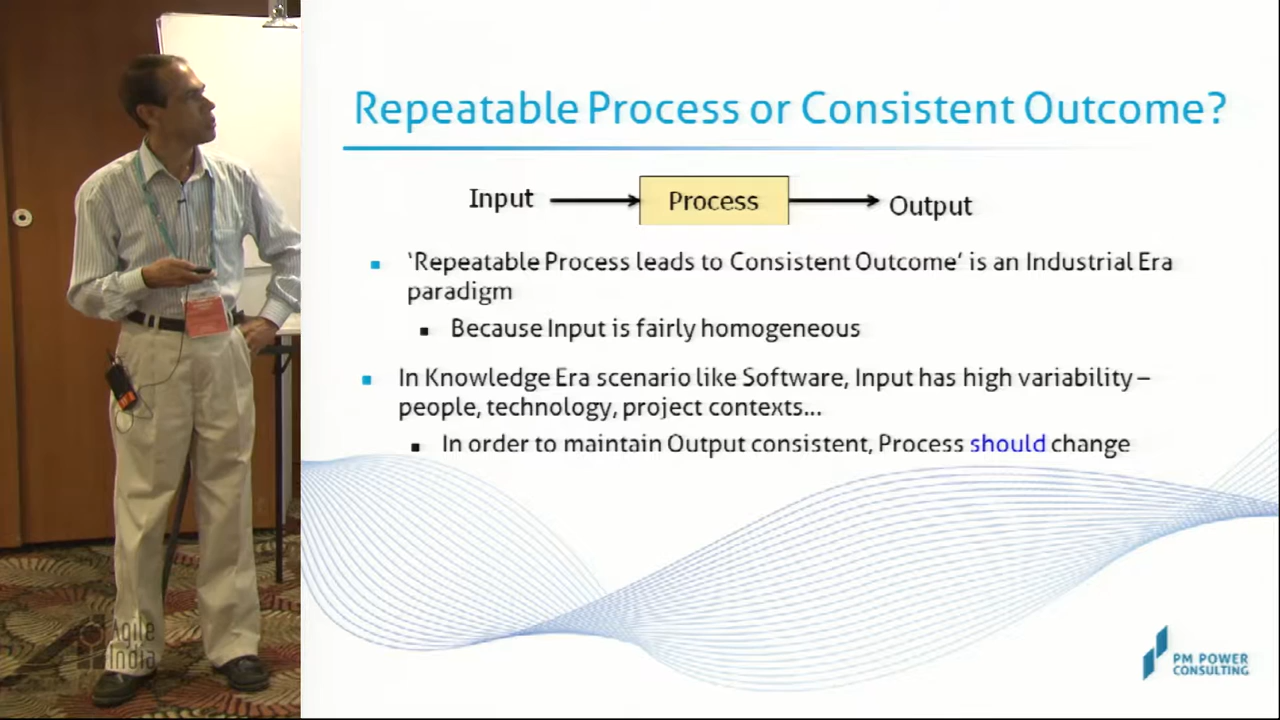 Repeatable Process or Consistent Outcome?
Input
Process
Output
‘Repeatable Process leads to Consistent Outcome’ is an Industrial Era
paradigm
Because Input is fairly homogeneous
In Knowledge Era scenario like Software, Input has high variability –
people, technology, project contexts...
In order to maintain Output consistent, Process should change
Agile
India
PM POWER
CONSULTING